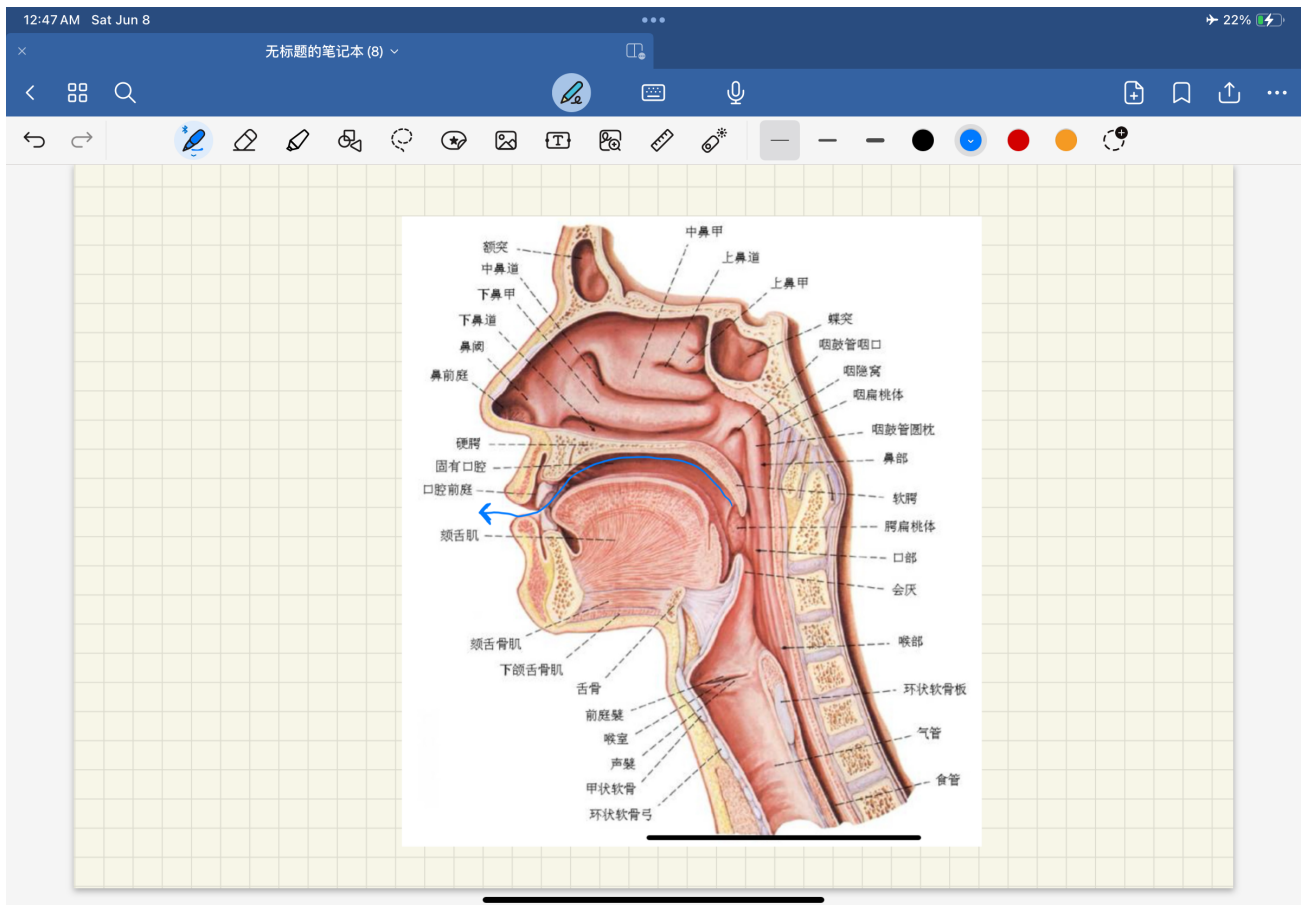 12:47 AM Sat Jun 8
22%
无标题的笔记本 (8)
T
中鼻甲
额突
上鼻道
中鼻道
上鼻甲
下鼻甲
下鼻道
蝶突
咽鼓管咽口
鼻阈
咽隐窝
鼻前庭
咽扁桃体
咽鼓管圆枕
硬腭
鼻部
固有口腔
口腔前庭
软腭
腭扁桃体
颏舌肌
口部
会厌
颏舌骨肌
喉部
下颌舌骨肌
舌骨
环状软骨板
前庭襞
气管
喉室
声襞
食管
甲状软骨
环状软骨弓